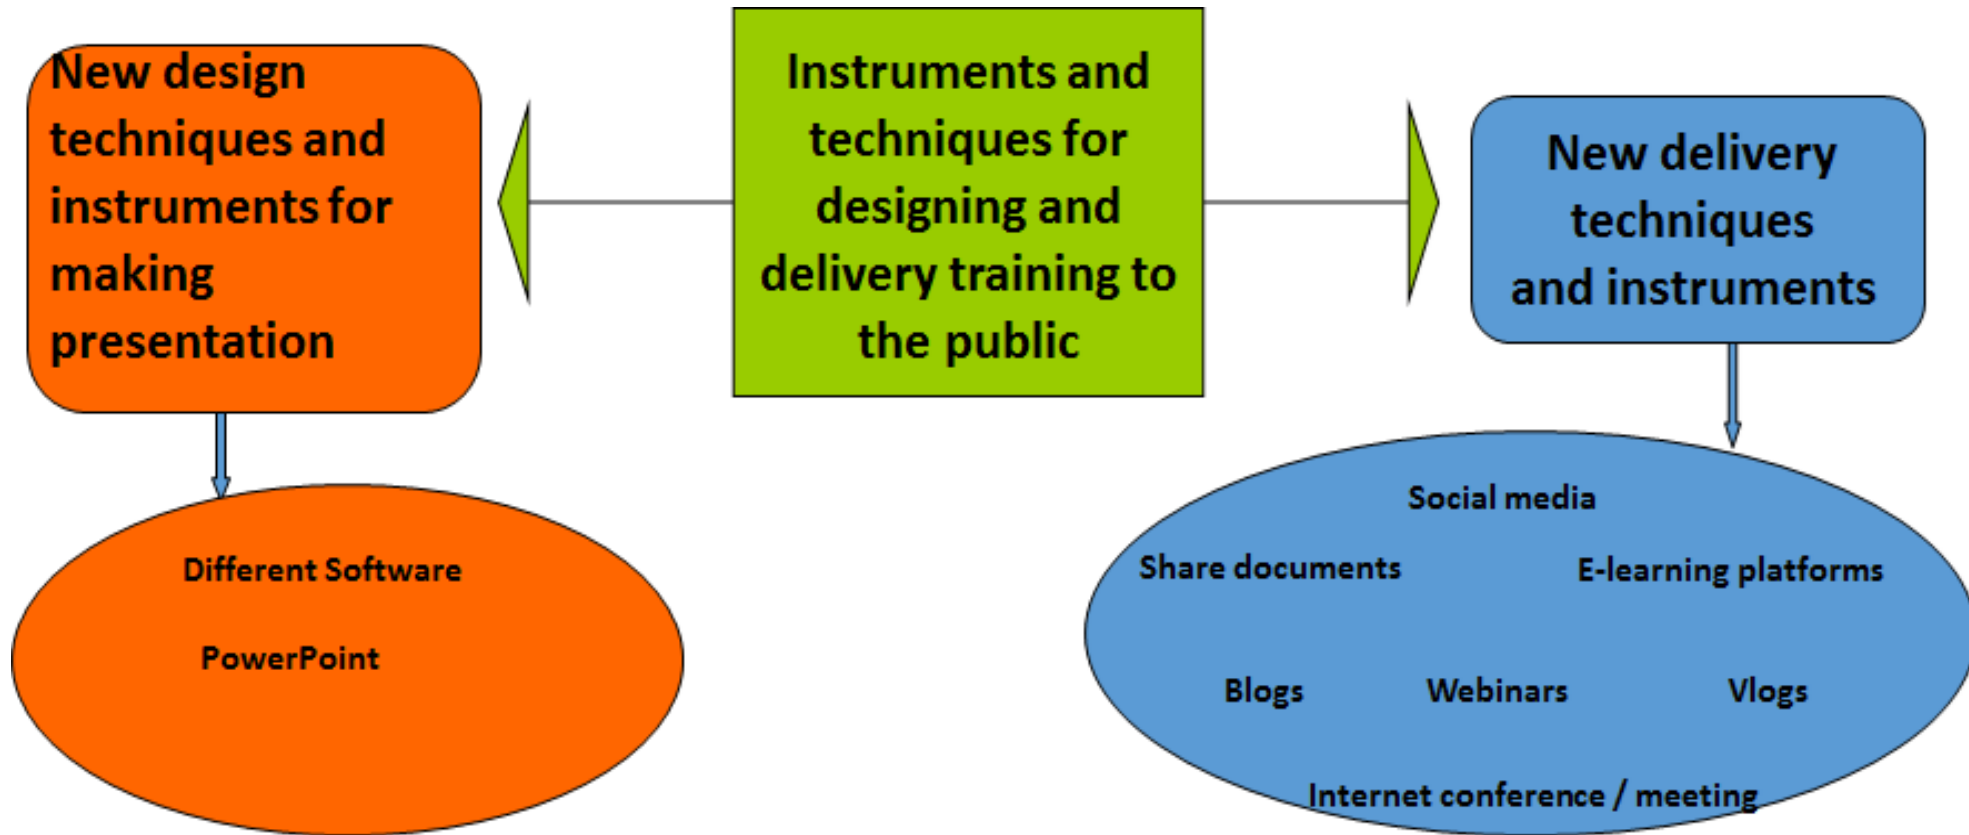 New design
techniques and
instruments for
making
presentation
Instruments and
techniques for
designing and
delivery training to
the public
New delivery
techniques
and instruments
Different Software
PowerPoint
Social media
Share documents
E-learning platforms
Blogs
Webinars
Vlogs
Internet conference / meeting